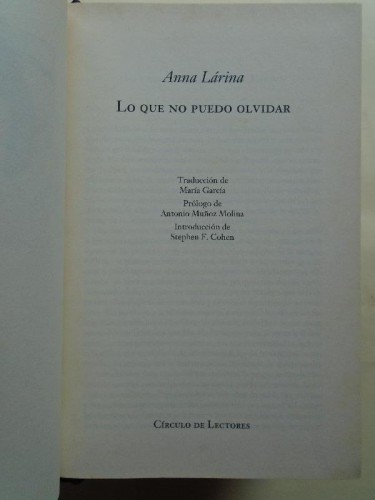 Anna Lárina
Lo que no puedo olvidar
Traducción de
María García
Prólogo de
Antonio Muñoz Molina
Introducción de
Stephen F. Cohen
Círculo de Lectores